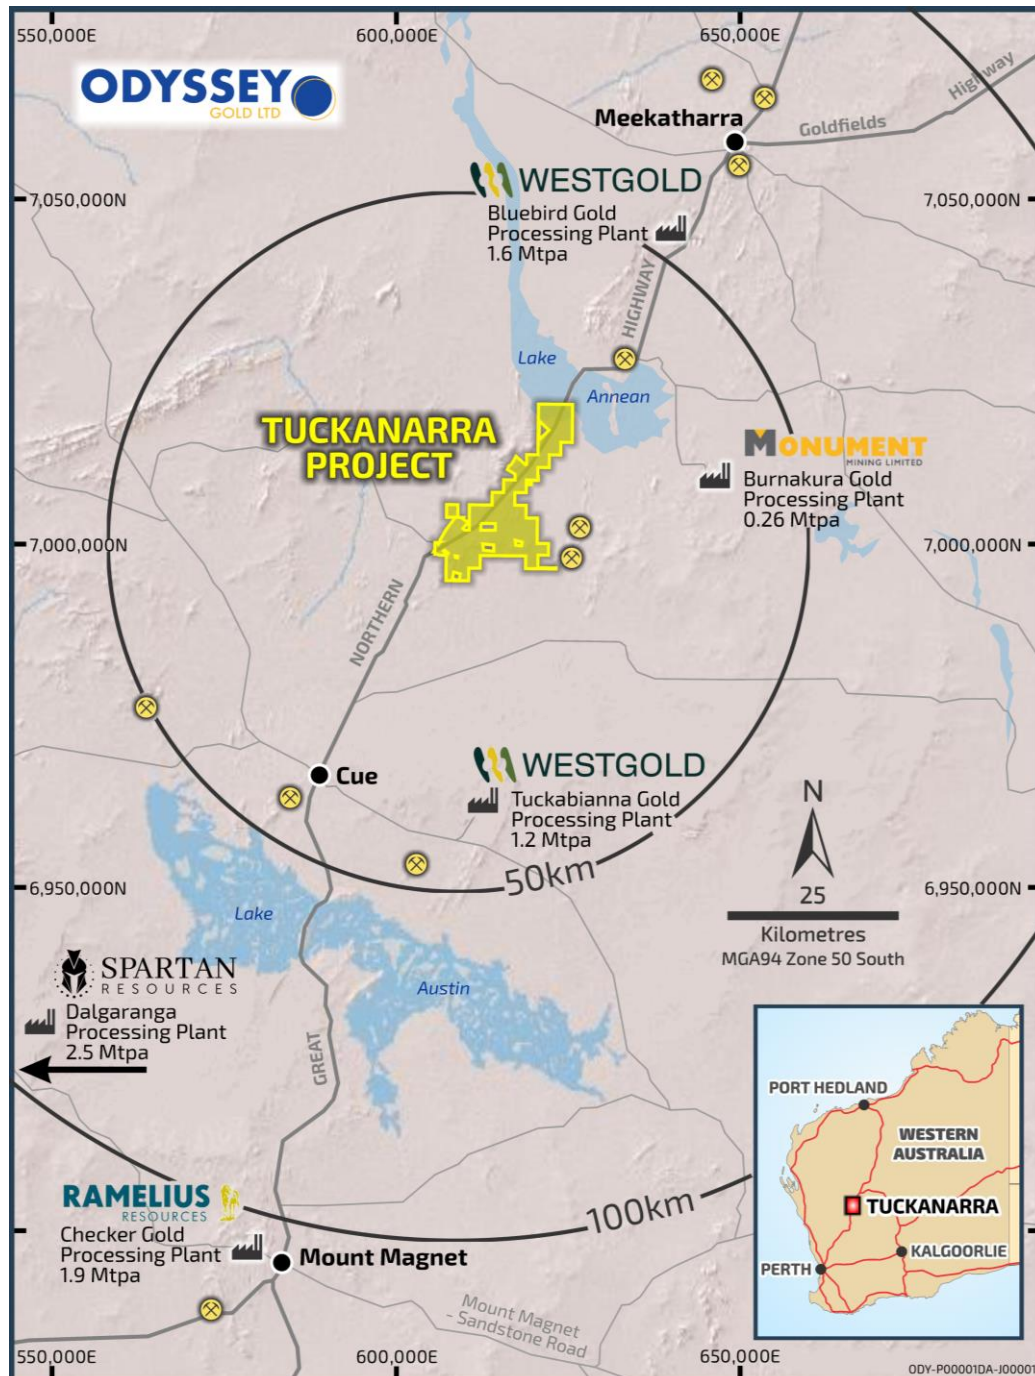 550,000E
600,000E
650,000E
ODYSSEY
GOLD LTD
Meekatharra
Goldfields
Highway
WESTGOLD
Bluebird Gold
Processing Plant
1.6 Mtpa
7,050,000N
7,050,000N
HIGHWAY
Lake
Annean
TUCKANARRA
PROJECT
MONUMENT
MINING LIMITED
Burnakura Gold
Processing Plant
0.26 Mtpa
7,000,000N
7,000,000N
NORTHERN
Cue
WESTGOLD
Tuckabianna Gold
Processing Plant
1.2 Mtpa
50km
N
25
Kilometres
MGA94 Zone 50 South
6,950,000N
6,950,000N
Lake
Austin
SPARTAN
RESOURCES
Dalgaranga
Processing Plant
2.5 Mtpa
GREAT
RAMELIUS
RESOURCES
Checker Gold
Processing Plant
1.9 Mtpa
Mount Magnet
100km
Mount Magnet
- Sandstone Road
PORT HEDLAND
WESTERN
AUSTRALIA
TUCKANARRA
KALGOORLIE
PERTH
550,000E
600,000E
650,000E
ODY-P00001DA-J00001